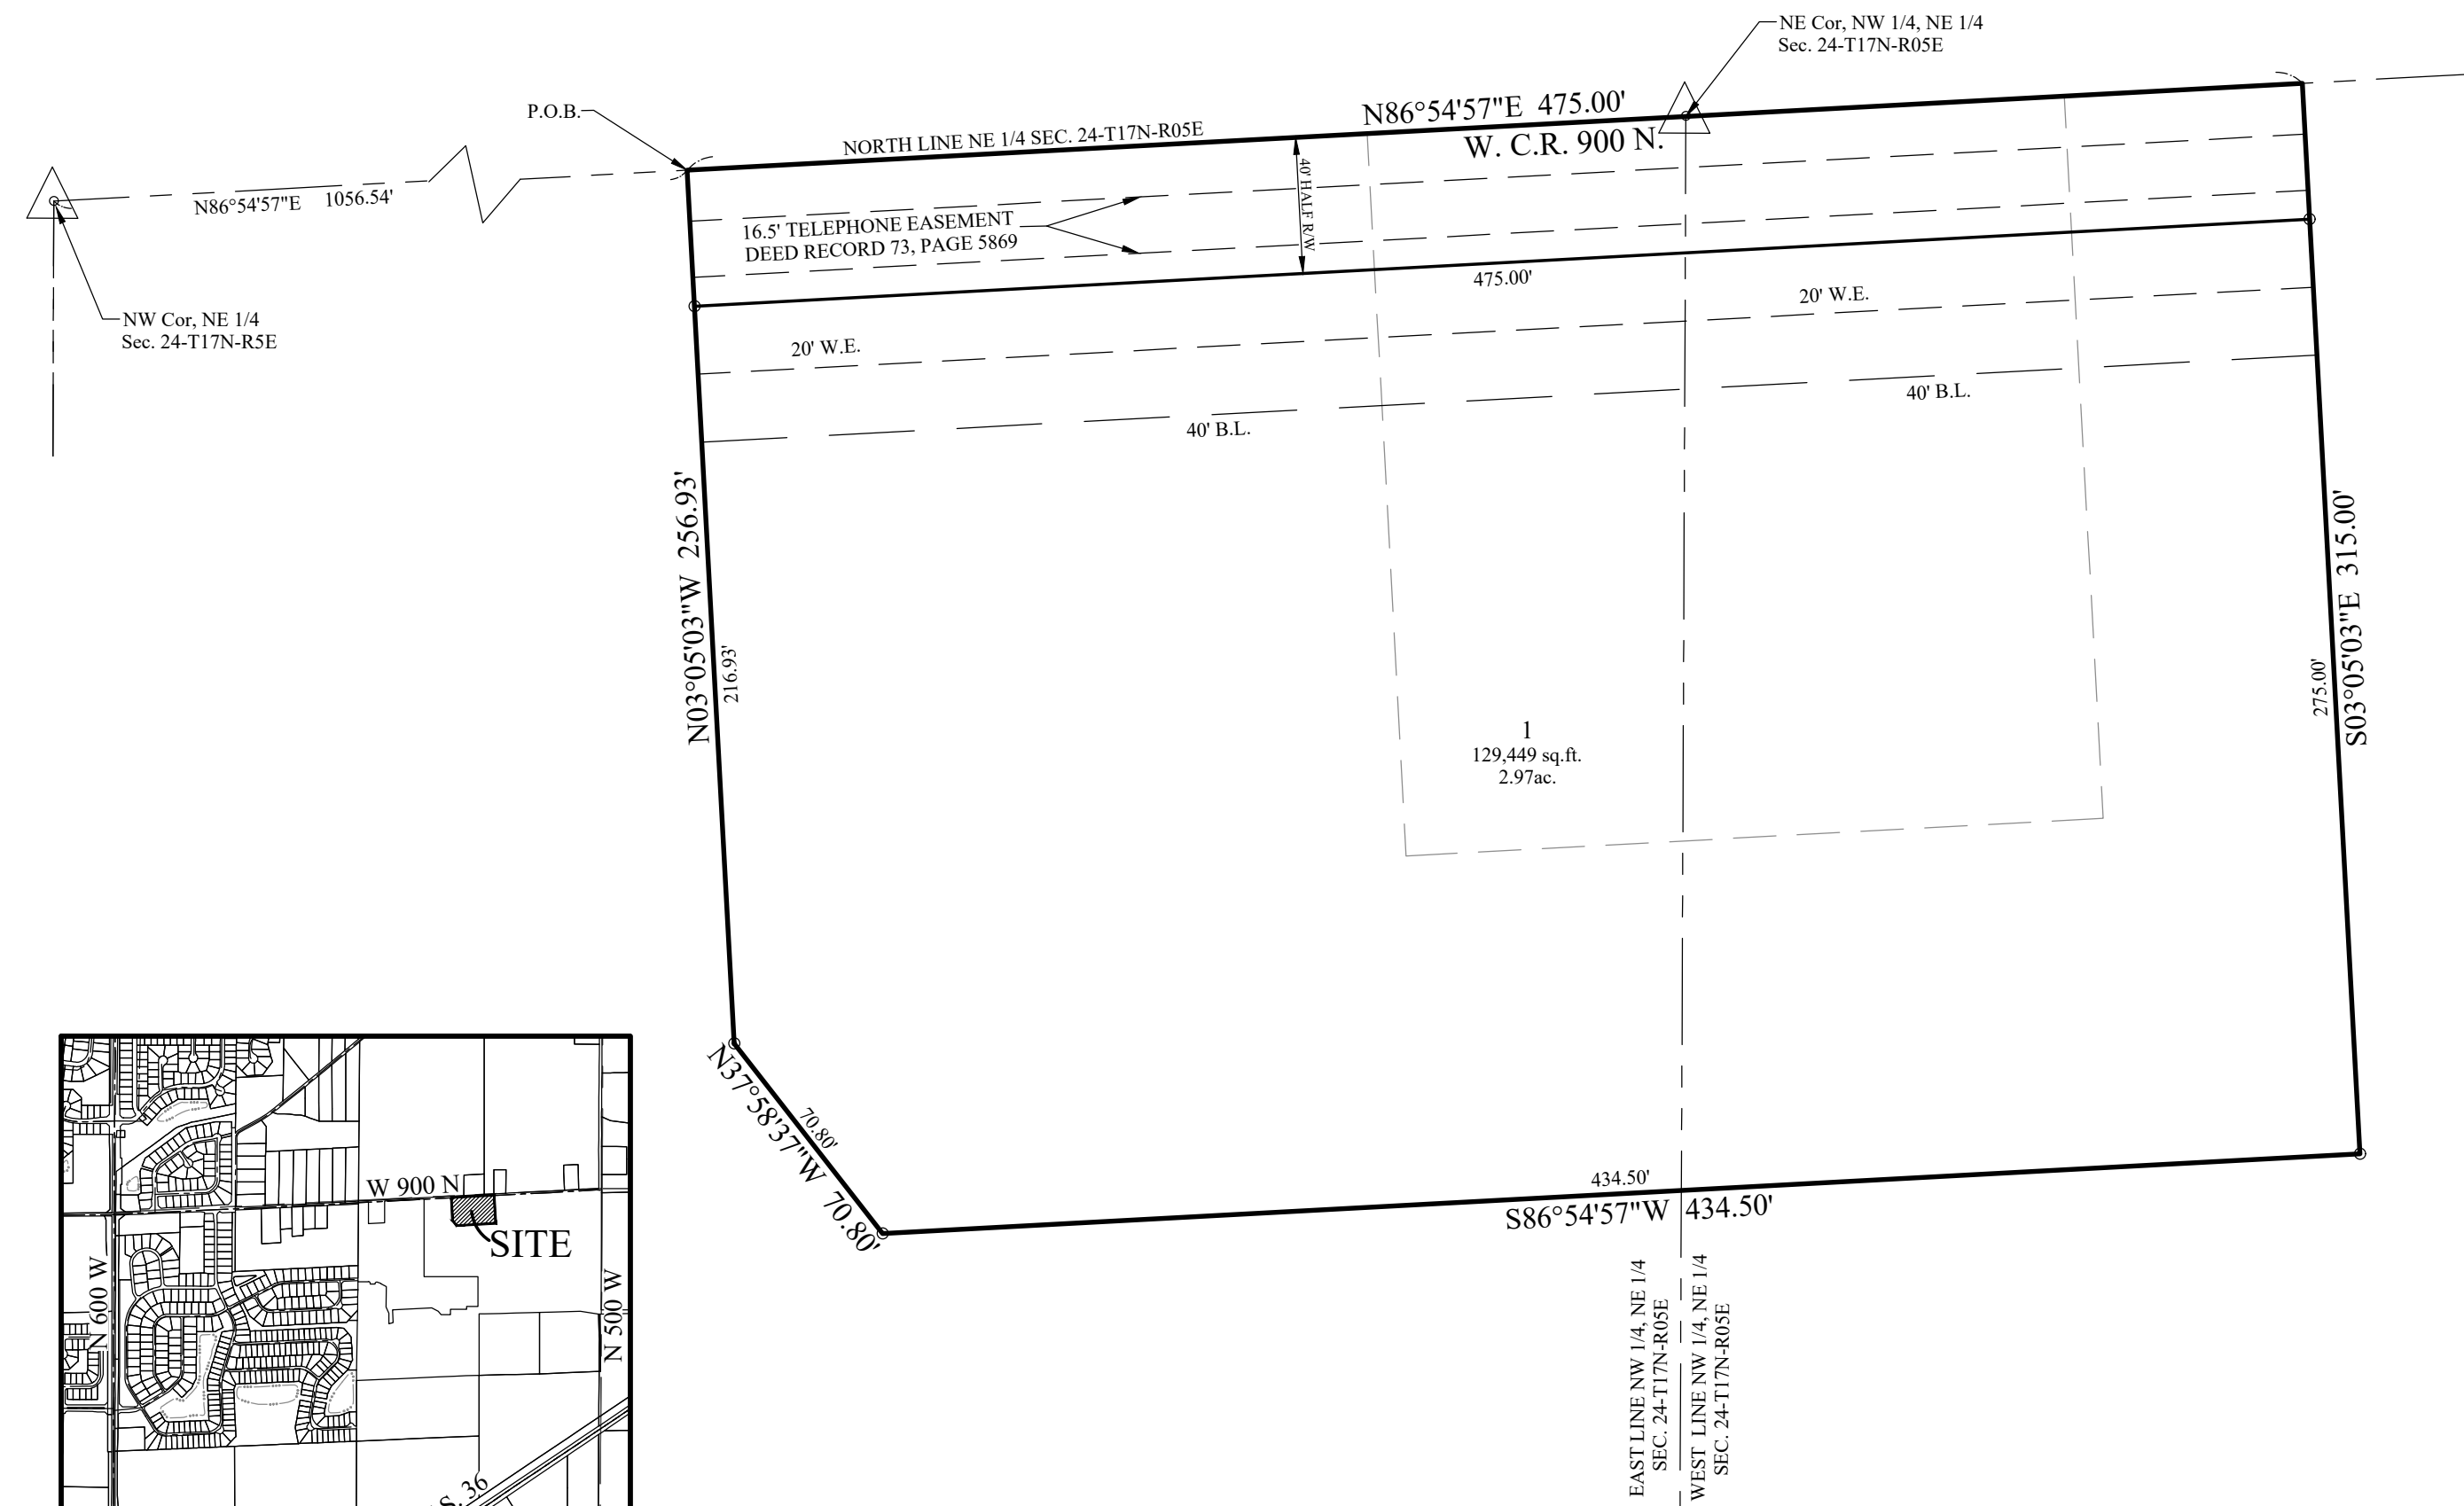 NE Cor, NW 1/4, NE 1/4
Sec. 24-T17N-R05E
P.O.B.
N86°54'57"E 475.00'
NORTH LINE NE 1/4 SEC. 24-T17N-R05E
W. C.R. 900 N.
N86°54'57"E 1056.54'
40' HALF R/W
16.5' TELEPHONE EASEMENT
DEED RECORD 73, PAGE 5869
475.00'
NW Cor, NE 1/4
Sec. 24-T17N-R5E
20' W.E.
20' W.E.
40' B.L.
40' B.L.
N03°05'03"W 256.93'
216.93'
S03°05'03"E 315.00'
275.00'
1
129,449 sq.ft.
2.97ac.
N37°58'37"W 70.80'
70.80'
434.50'
S86°54'57"W 434.50'
EAST LINE NW 1/4, NE 1/4
SEC. 24-T17N-R05E
WEST LINE NW 1/4, NE 1/4
SEC. 24-T17N-R05E
W 900 N
SITE
N 600 W
N 500 W
S. 36